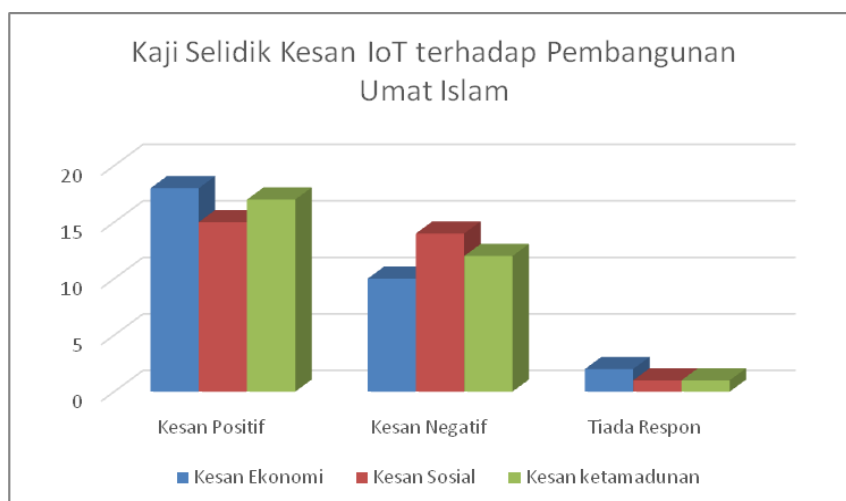 Kaji Selidik Kesan IoT terhadap Pembangunan
Umat Islam
20
15
10
5
0
Kesan Positif Kesan Negatif Tiada Respon
Kesan Ekonomi Kesan Sosial Kesan ketamadunan